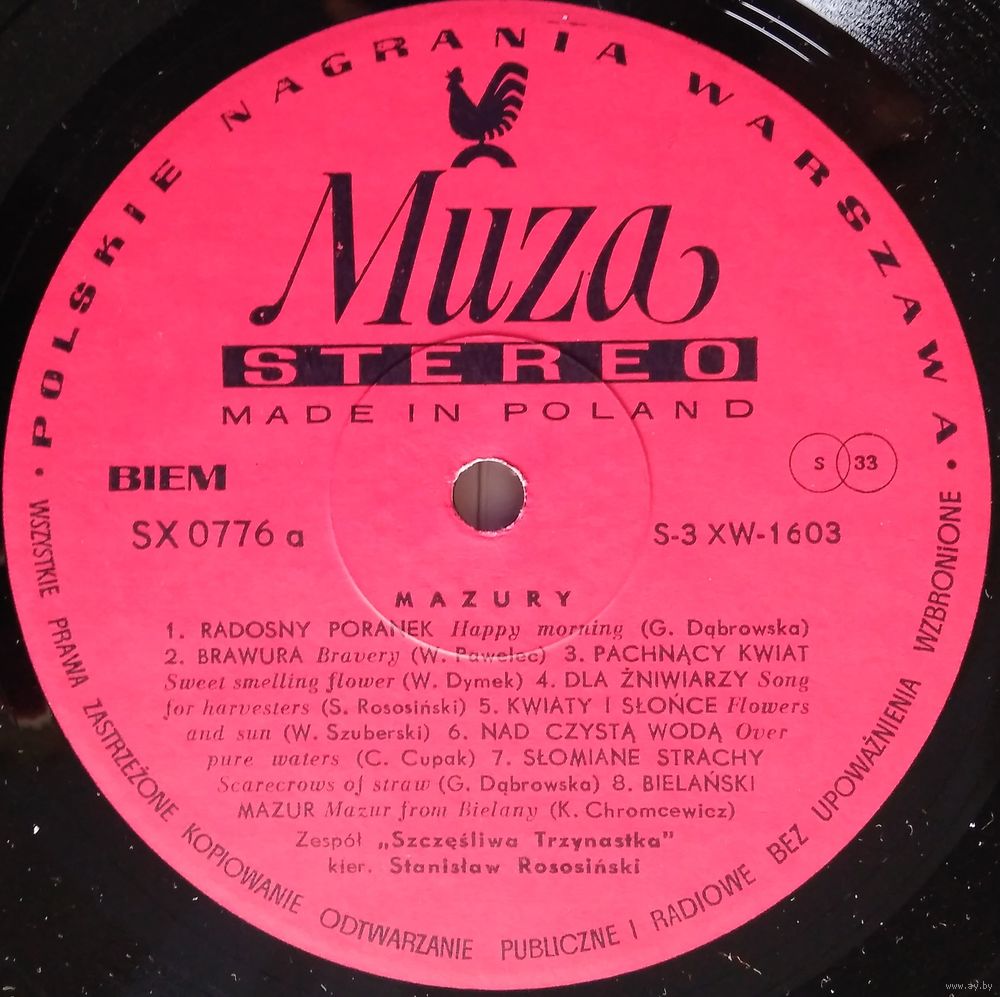 • POLSKIE NAGRANIA WARSZAWA •
Muza
STEREO
MADE IN POLAND
BIEM
S 33
SX 0776 a
S-3 XW-1603
MAZURY
1. RADOSNY PORANEK Happy morning (G. Dąbrowska)
2. BRAWURA Bravery (W. Pawelec) 3. PACHNĄCY KWIAT
Sweet smelling flower (W. Dymek) 4. DLA ŻNIWIARZY Song
for harvesters (S. Rososiński) 5. KWIATY I SŁOŃCE Flowers
and sun (W. Szuberski) 6. NAD CZYSTĄ WODĄ Over
pure waters (C. Cupak) 7. SŁOMIANE STRACHY
Scarecrows of straw (G. Dąbrowska) 8. BIELAŃSKI
MAZUR Mazur from Bielany (K. Chromcewicz)
Zespół „Szczęśliwa Trzynastka”
kier. Stanisław Rososiński
WSZYSTKIE PRAWA ZASTRZEŻONE KOPIOWANIE ODTWARZANIE PUBLICZNE I RADIOWE BEZ UPOWAŻNIENIA WZBRONIONE
www.ay.by